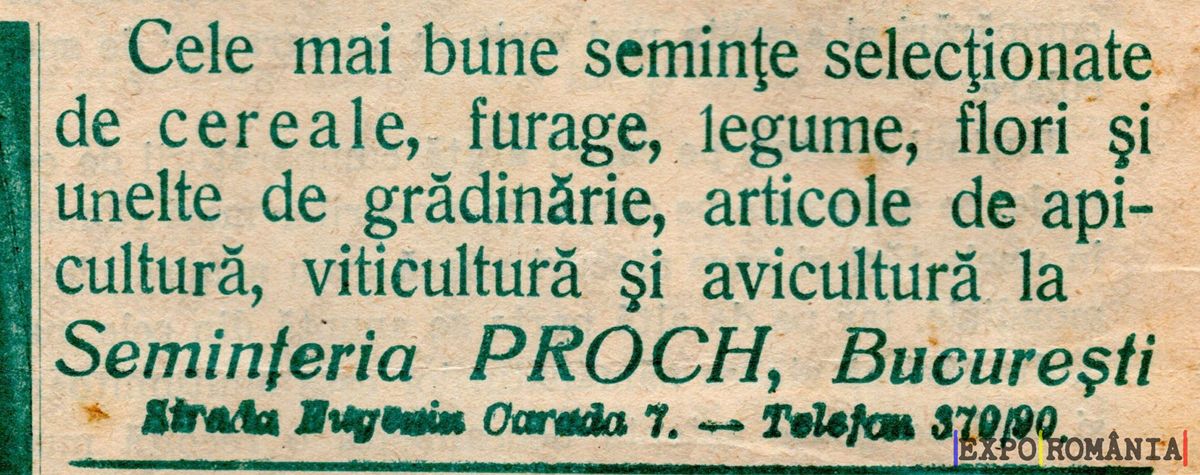 Cele mai bune seminţe selecţionate
de cereale, furage, legume, flori şi
unelte de grădinărie, articole de api-
cultură, viticultură şi avicultură la
Seminţeria PROCH, Bucureşti
Strada Eugenin Carada 7. — Telefon 370/90
EXPO ROMÂNIA